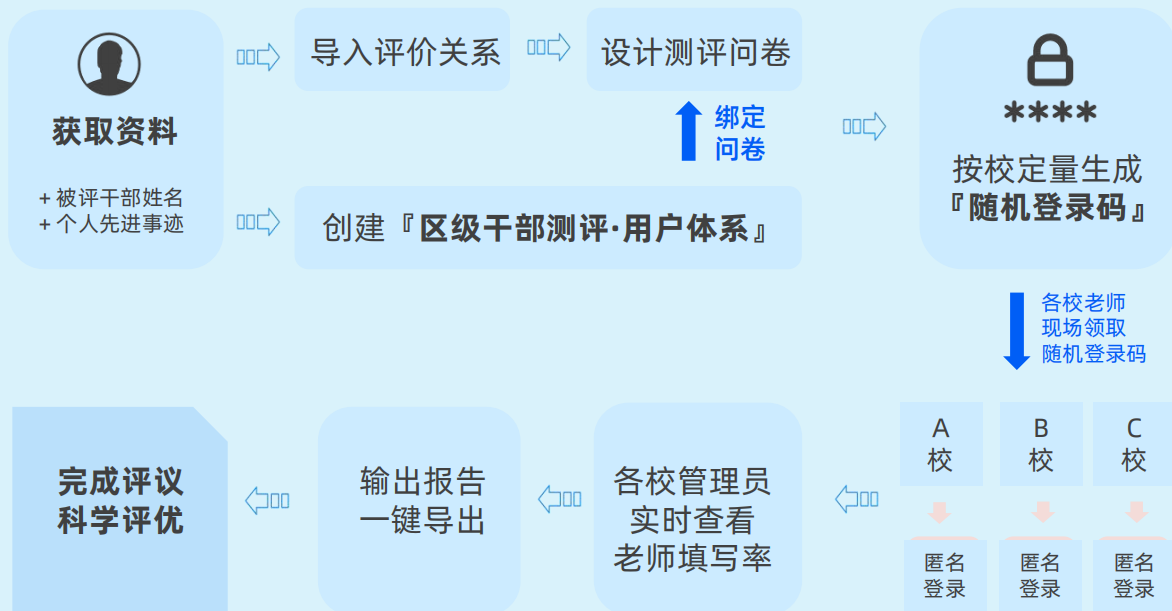 获取资料
+ 被评干部姓名
+ 个人先进事迹
导入评价关系
设计测评问卷
绑定
问卷
创建『区级干部测评·用户体系』
****
按校定量生成
『随机登录码』
各校老师
现场领取
随机登录码
A
校
B
校
C
校
匿名
登录
匿名
登录
匿名
登录
各校管理员
实时查看
老师填写率
输出报告
一键导出
完成评议
科学评优